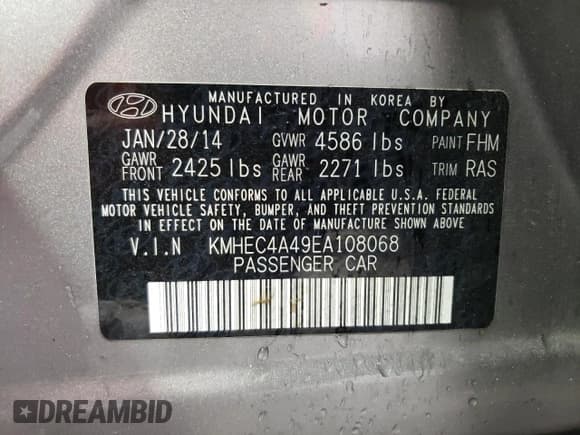 MANUFACTURED IN KOREA BY
HYUNDAI MOTOR COMPANY
JAN/28/14 GVWR 4586 lbs PAINT FHM
GAWR FRONT 2425 lbs GAWR REAR 2271 lbs TRIM RAS
THIS VEHICLE CONFORMS TO ALL APPLICABLE U.S.A. FEDERAL
MOTOR VEHICLE SAFETY, BUMPER, AND THEFT PREVENTION STANDARDS
IN EFFECT ON THE DATE OF MANUFACTURE SHOWN ABOVE.
V.I.N KMHEC4A49EA108068
PASSENGER CAR
DREAMBID